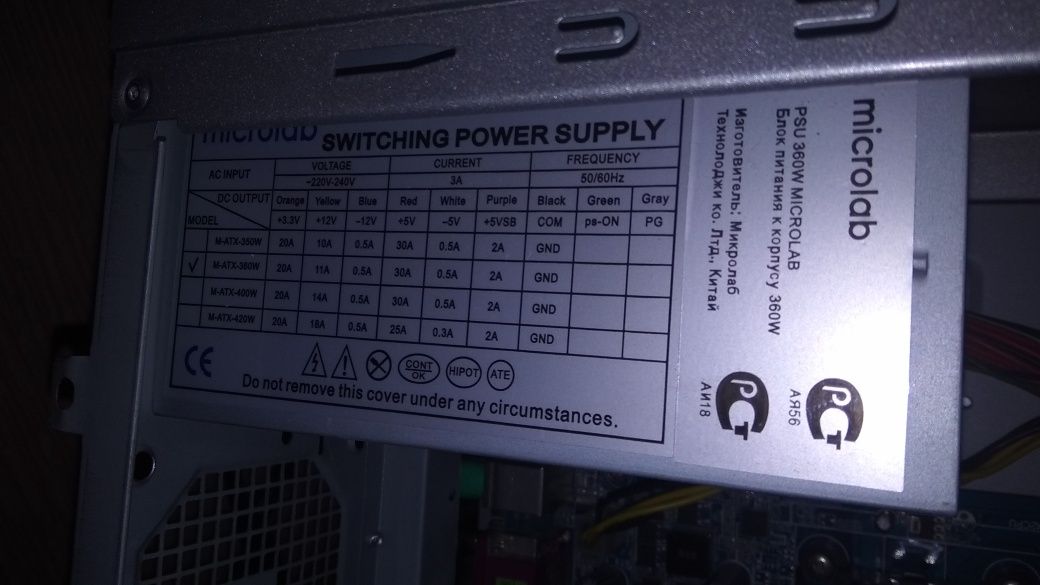 microlab SWITCHING POWER SUPPLY
AC INPUT VOLTAGE CURRENT FREQUENCY
~220V-240V 3A 50/60Hz
DC OUTPUT Orange Yellow Blue Red White Purple Black Green Gray
MODEL +3.3V +12V -12V +5V -5V +5VSB COM ps-ON PG
M-ATX-350W 20A 10A 0.5A 30A 0.5A 2A GND
✓ M-ATX-360W 20A 11A 0.5A 30A 0.5A 2A GND
M-ATX-400W 20A 14A 0.5A 30A 0.5A 2A GND
M-ATX-420W 20A 18A 0.5A 25A 0.3A 2A GND
CE CONT OK HIPOT ATE
Do not remove this cover under any circumstances.
microlab
PSU 360W MICROLAB
Блок питания к корпусу 360W
Изготовитель: Микролаб
Технолоджи ко. Лтд., Китай
РСТ
АЯ56
РСТ
АИ18